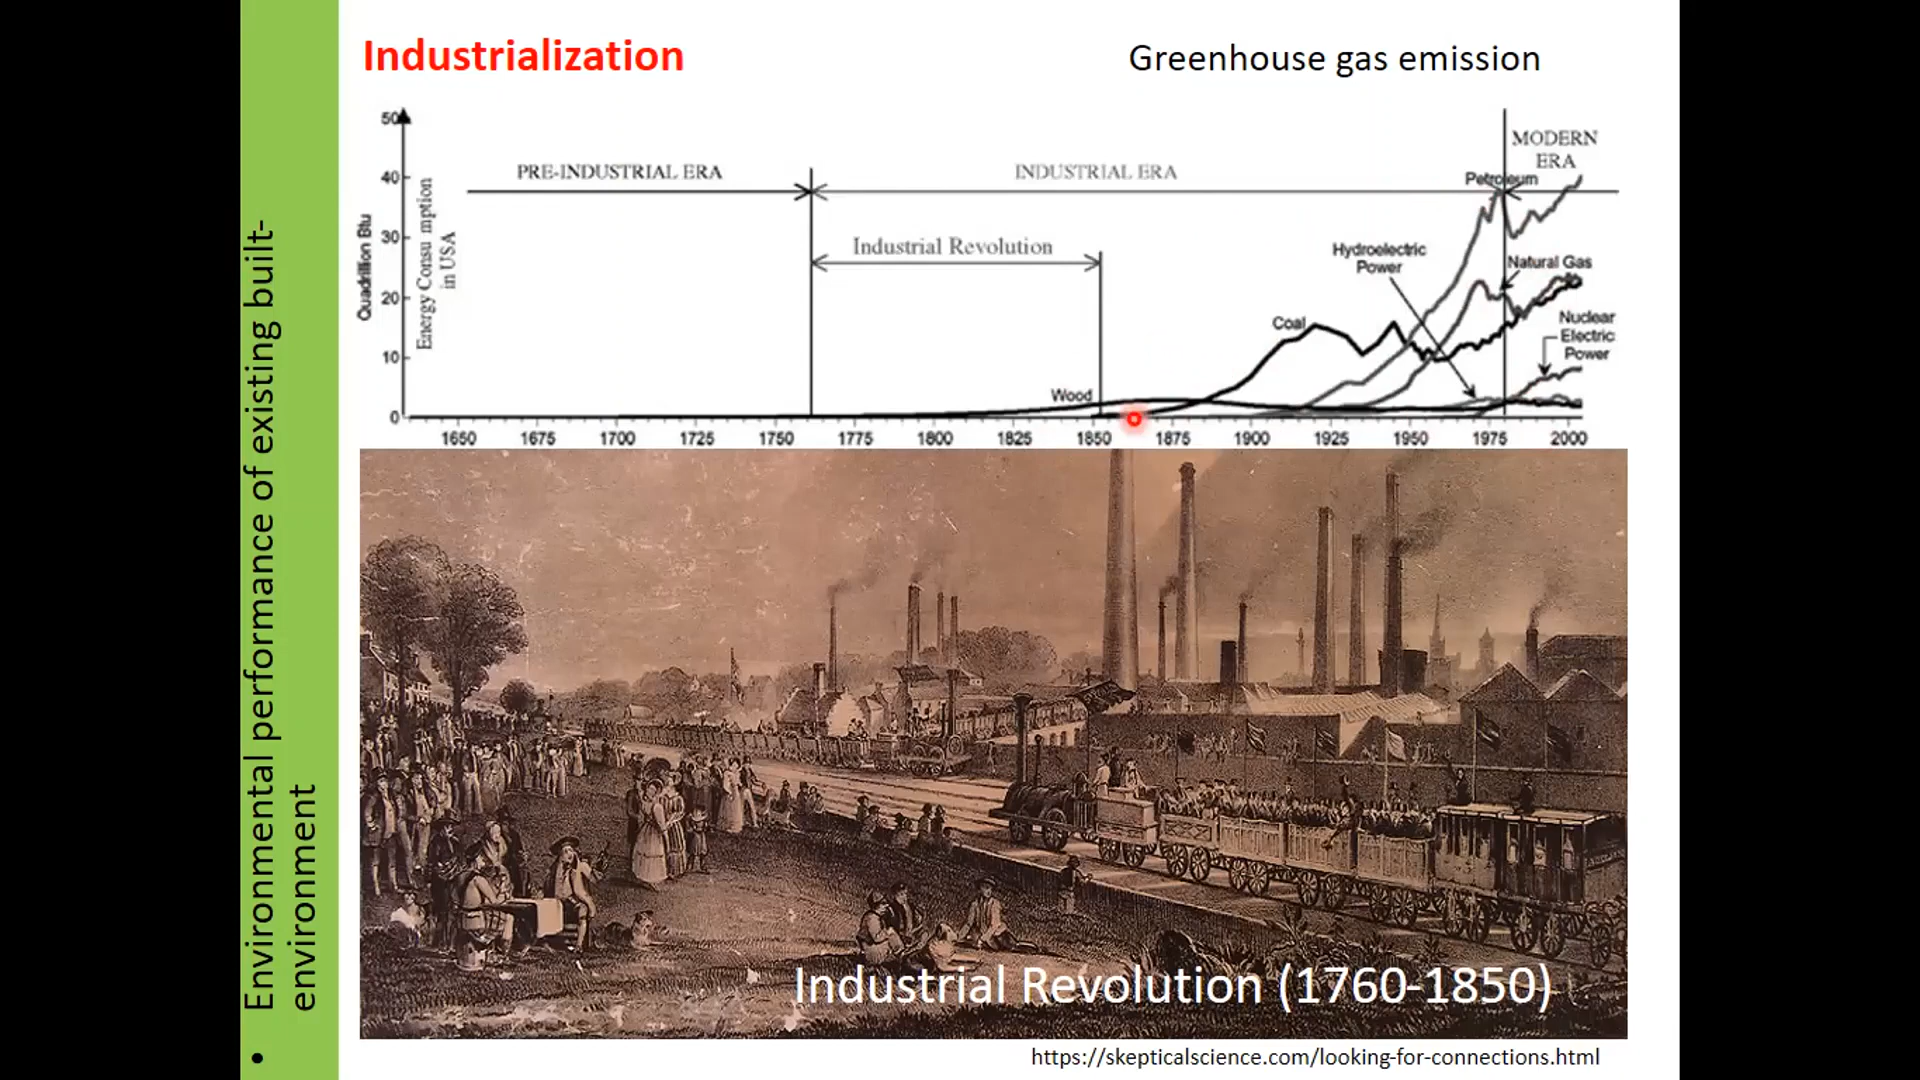 Industrialization
Greenhouse gas emission
Environmental performance of existing built-
environment
50
40
30
20
10
0
Quadrillion Btu
Energy Consu mption
in USA
PRE-INDUSTRIAL ERA
INDUSTRIAL ERA
MODERN
ERA
Industrial Revolution
Petroleum
Hydroelectric
Power
Natural Gas
Coal
Nuclear
Electric
Power
Wood
1650 1675 1700 1725 1750 1775 1800 1825 1850 1875 1900 1925 1950 1975 2000
Industrial Revolution (1760-1850)
https://skepticalscience.com/looking-for-connections.html